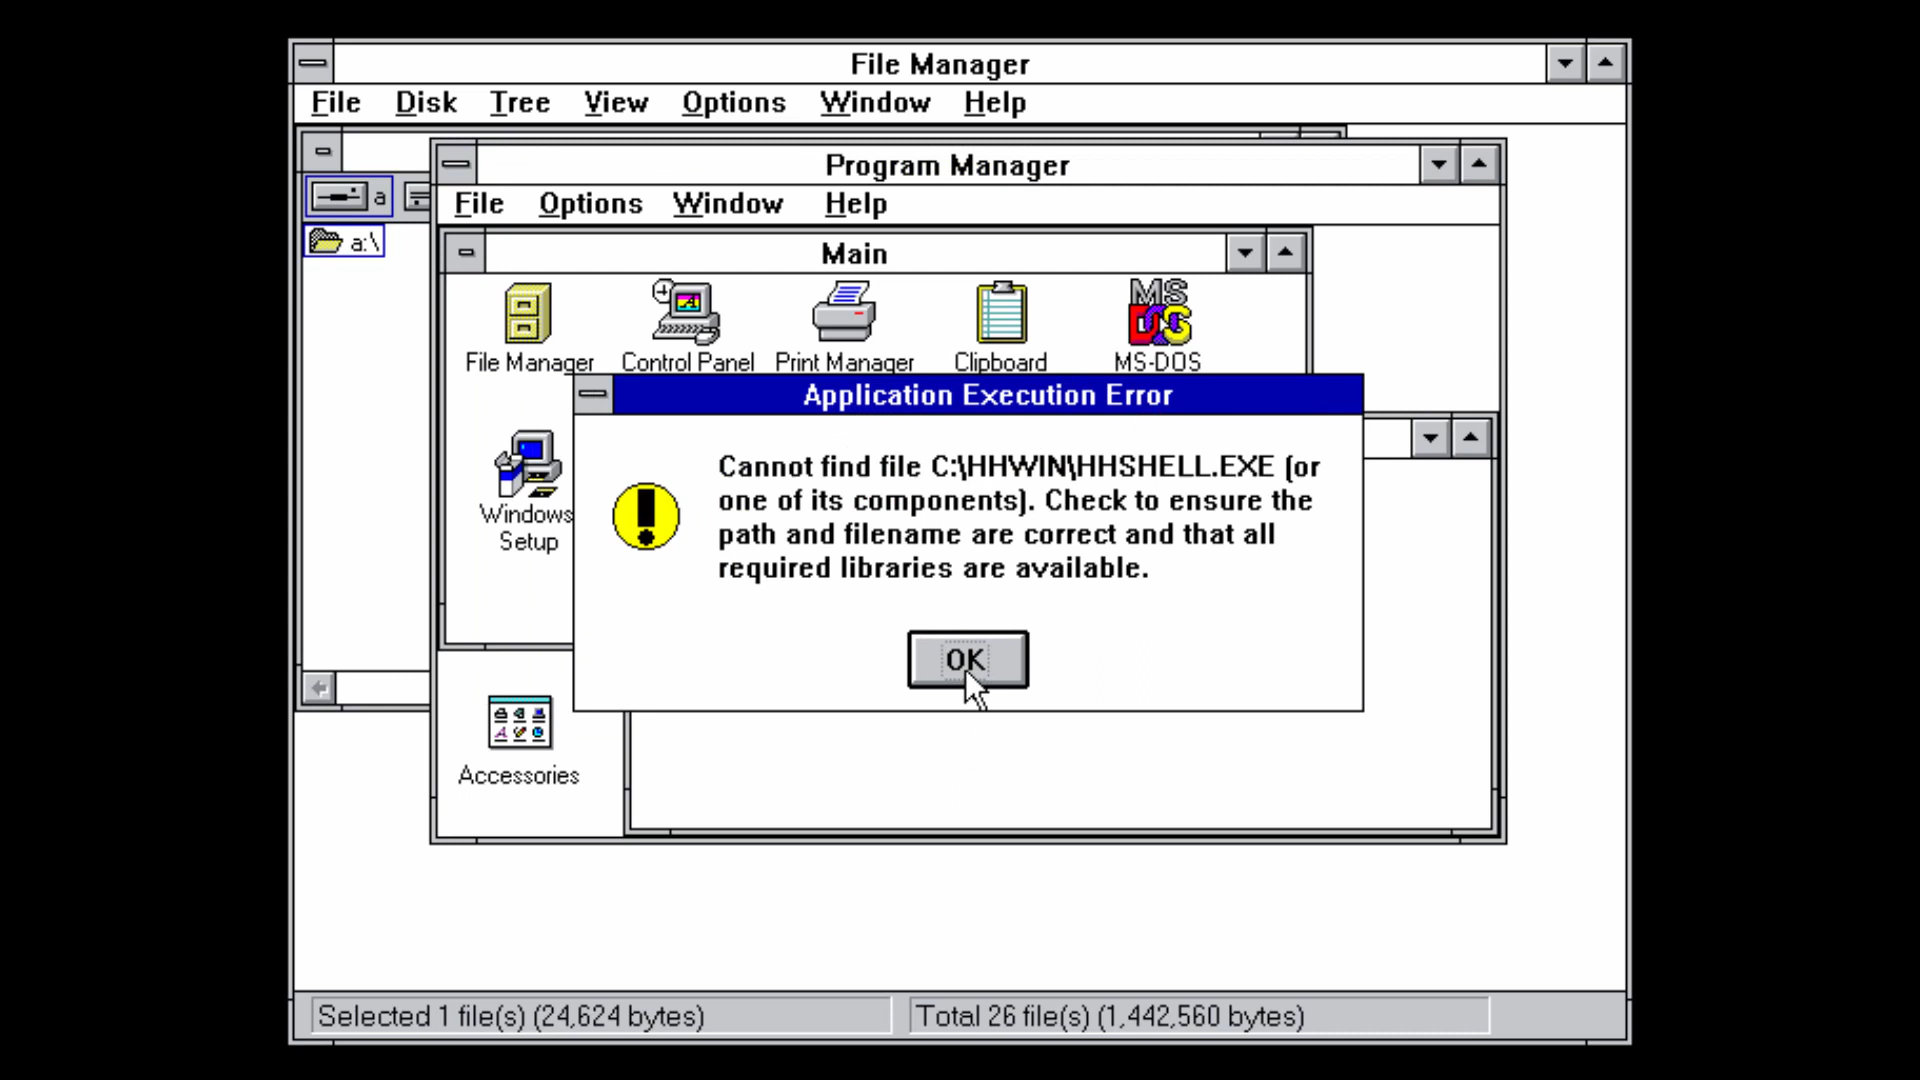 File Manager
File Disk Tree View Options Window Help
Program Manager
a
File Options Window Help
a:\
Main
MS
DOS
File Manager Control Panel Print Manager Clipboard MS-DOS
Application Execution Error
Cannot find file C:\HHWIN\HHSHELL.EXE (or
one of its components). Check to ensure the
path and filename are correct and that all
required libraries are available.
Windows
Setup
OK
Accessories
Selected 1 file(s) (24,624 bytes) Total 26 file(s) (1,442,560 bytes)